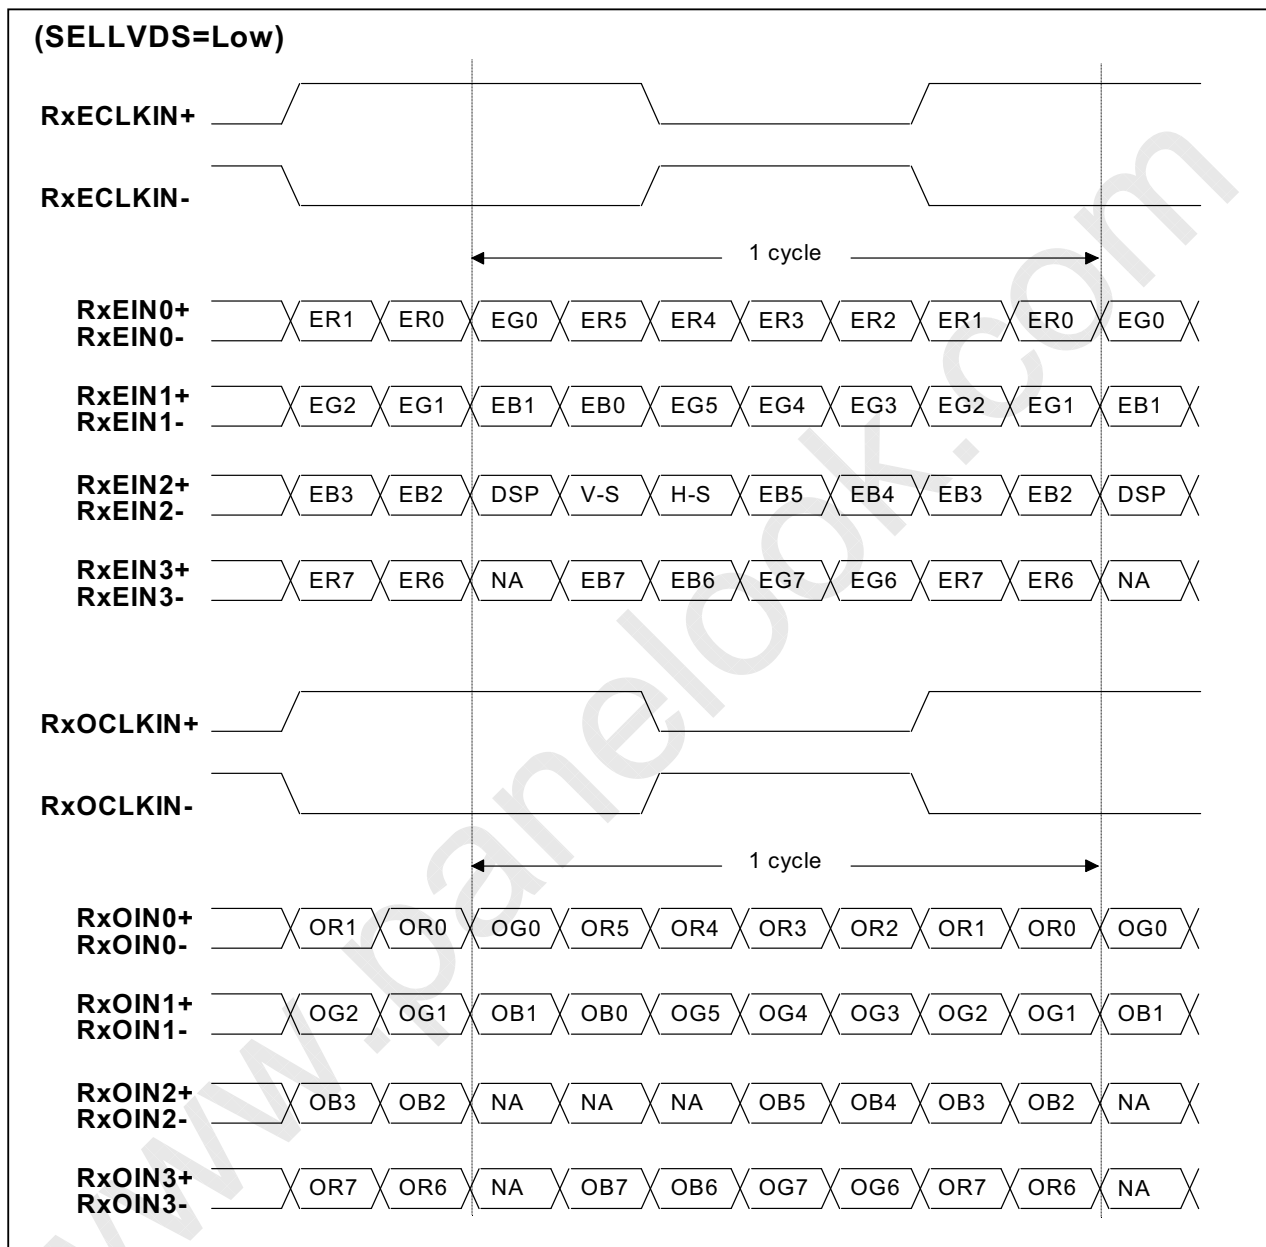 (SELLVDS=Low)
RxECLKIN+
RxECLKIN-
1 cycle
RxEIN0+
RxEIN0-
ER1 ER0 EG0 ER5 ER4 ER3 ER2 ER1 ER0 EG0
RxEIN1+
RxEIN1-
EG2 EG1 EB1 EB0 EG5 EG4 EG3 EG2 EG1 EB1
RxEIN2+
RxEIN2-
EB3 EB2 DSP V-S H-S EB5 EB4 EB3 EB2 DSP
RxEIN3+
RxEIN3-
ER7 ER6 NA EB7 EB6 EG7 EG6 ER7 ER6 NA
RxOCLKIN+
RxOCLKIN-
1 cycle
RxOIN0+
RxOIN0-
OR1 OR0 OG0 OR5 OR4 OR3 OR2 OR1 OR0 OG0
RxOIN1+
RxOIN1-
OG2 OG1 OB1 OB0 OG5 OG4 OG3 OG2 OG1 OB1
RxOIN2+
RxOIN2-
OB3 OB2 NA NA NA OB5 OB4 OB3 OB2 NA
RxOIN3+
RxOIN3-
OR7 OR6 NA OB7 OB6 OG7 OG6 OR7 OR6 NA
www.panelook.com